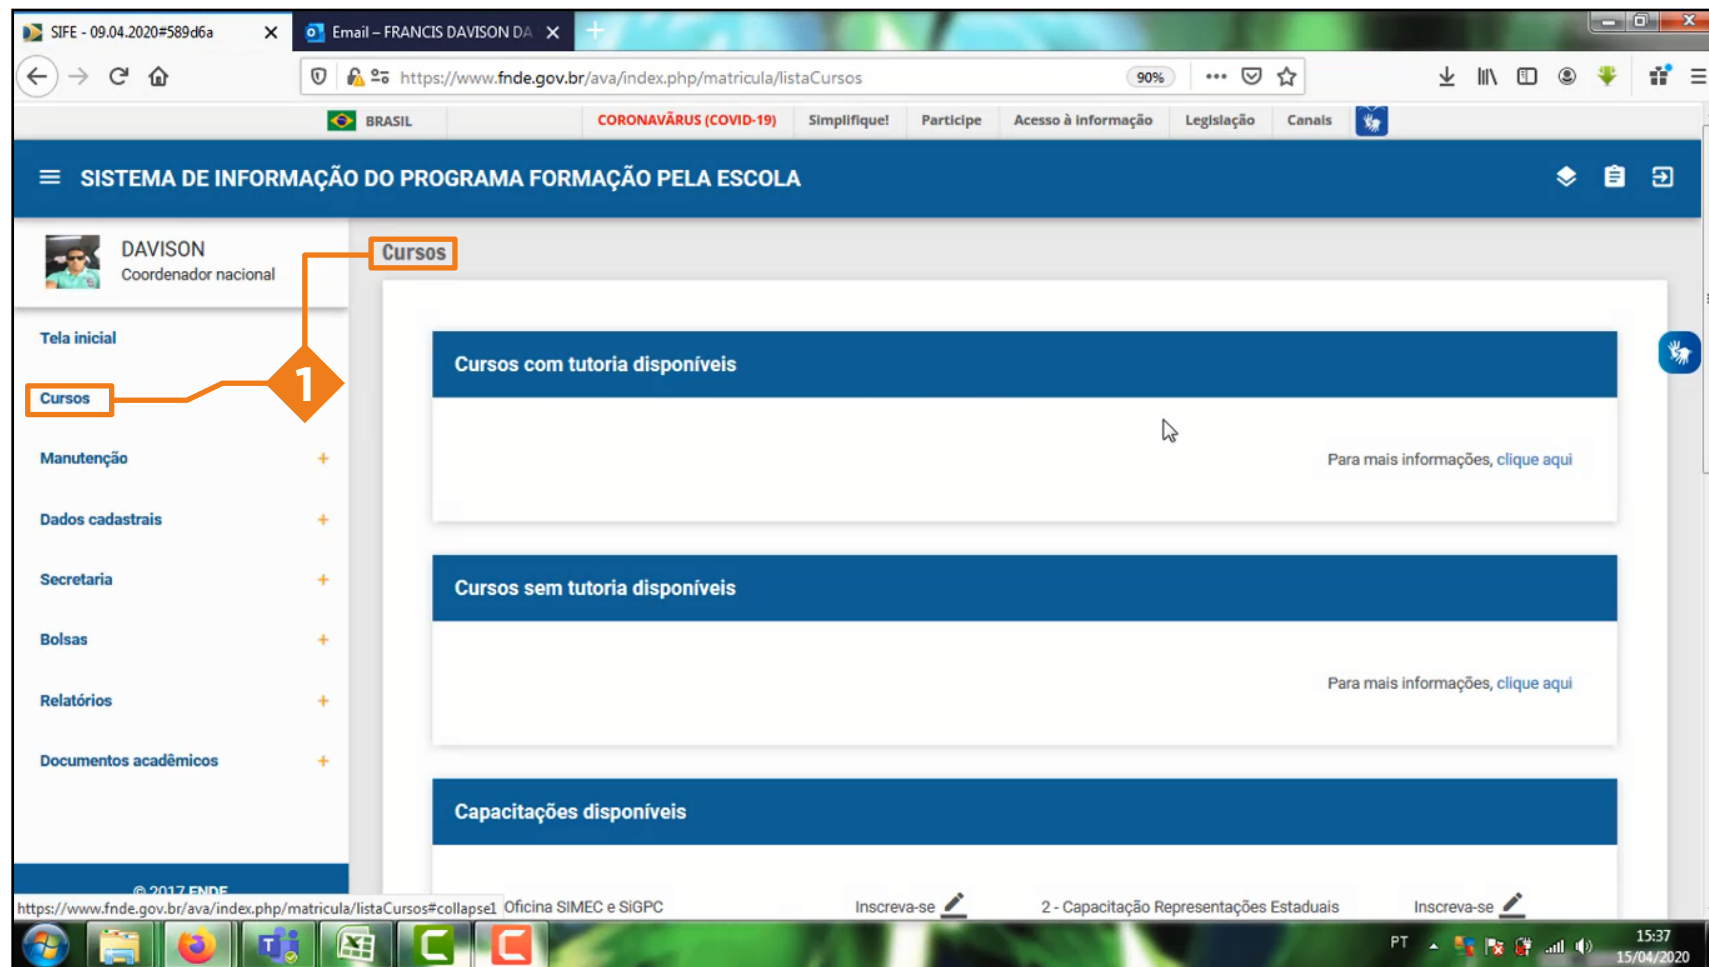 SIFE - 09.04.2020#589d6a
Email – FRANCIS DAVISON DA
https://www.fnde.gov.br/ava/index.php/matricula/listaCursos
90%
BRASIL
CORONAVÃRUS (COVID-19)
Simplifique!
Participe
Acesso à informação
Legislação
Canais
SISTEMA DE INFORMAÇÃO DO PROGRAMA FORMAÇÃO PELA ESCOLA
DAVISON
Coordenador nacional
Tela inicial
Cursos
Manutenção +
Dados cadastrais +
Secretaria +
Bolsas +
Relatórios +
Documentos acadêmicos +
© 2017 FNDE
1
Cursos
Cursos com tutoria disponíveis
Para mais informações, clique aqui
Cursos sem tutoria disponíveis
Para mais informações, clique aqui
Capacitações disponíveis
Oficina SIMEC e SiGPC
Inscreva-se
2 - Capacitação Representações Estaduais
Inscreva-se
https://www.fnde.gov.br/ava/index.php/matricula/listaCursos#collapse1
PT
15:37
15/04/2020